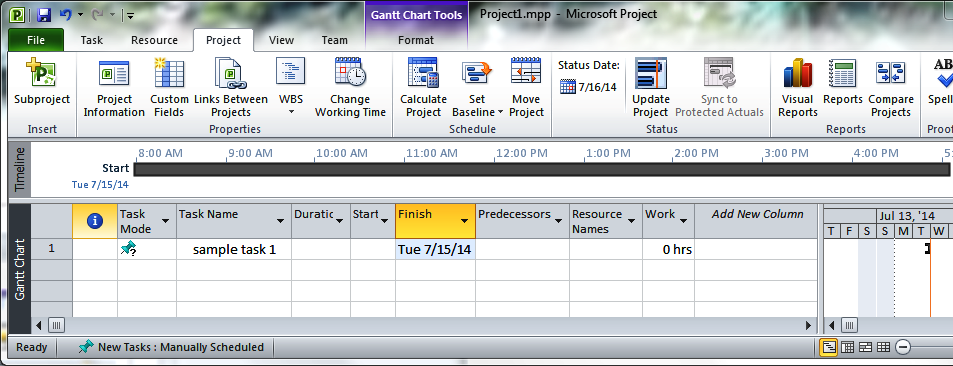 Gantt Chart Tools
Project1.mpp - Microsoft Project
File Task Resource Project View Team Format
Subproject
Project Information
Custom Fields
Links Between Projects
WBS
Change Working Time
Calculate Project
Set Baseline
Move Project
Status Date:
7/16/14
Update Project
Sync to Protected Actuals
Visual Reports
Reports
Compare Projects
ABC
Insert Properties Schedule Status Reports
Timeline
8:00 AM 9:00 AM 10:00 AM 11:00 AM 12:00 PM 1:00 PM 2:00 PM 3:00 PM 4:00 PM
Start
Tue 7/15/14
Gantt Chart
Task Mode Task Name Start Finish Predecessors Resource Names Work Add New Column
Jul 13, '14
T F S S M T W
1 sample task 1 Tue 7/15/14 0 hrs
Ready New Tasks : Manually Scheduled